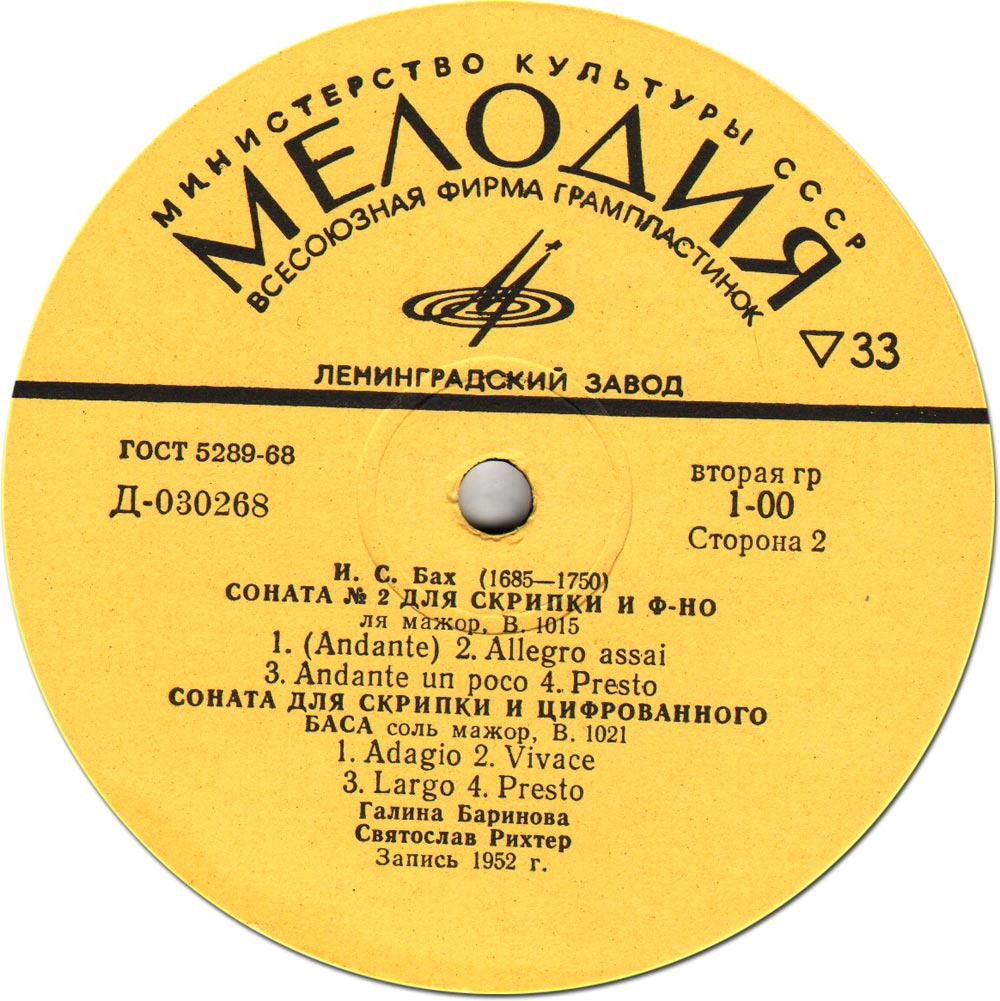 МИНИСТЕРСТВО КУЛЬТУРЫ СССР
МЕЛОДИЯ
ВСЕСОЮЗНАЯ ФИРМА ГРАМПЛАСТИНОК
▽33
ЛЕНИНГРАДСКИЙ ЗАВОД
ГОСТ 5289-68
Д-030268
вторая гр
1-00
Сторона 2
И. С. Бах (1685—1750)
СОНАТА № 2 ДЛЯ СКРИПКИ И Ф-НО
ля мажор, В. 1015
1. (Andante) 2. Allegro assai
3. Andante un poco 4. Presto
СОНАТА ДЛЯ СКРИПКИ И ЦИФРОВАННОГО
БАСА соль мажор, В. 1021
1. Adagio 2. Vivace
3. Largo 4. Presto
Галина Баринова
Святослав Рихтер
Запись 1952 г.